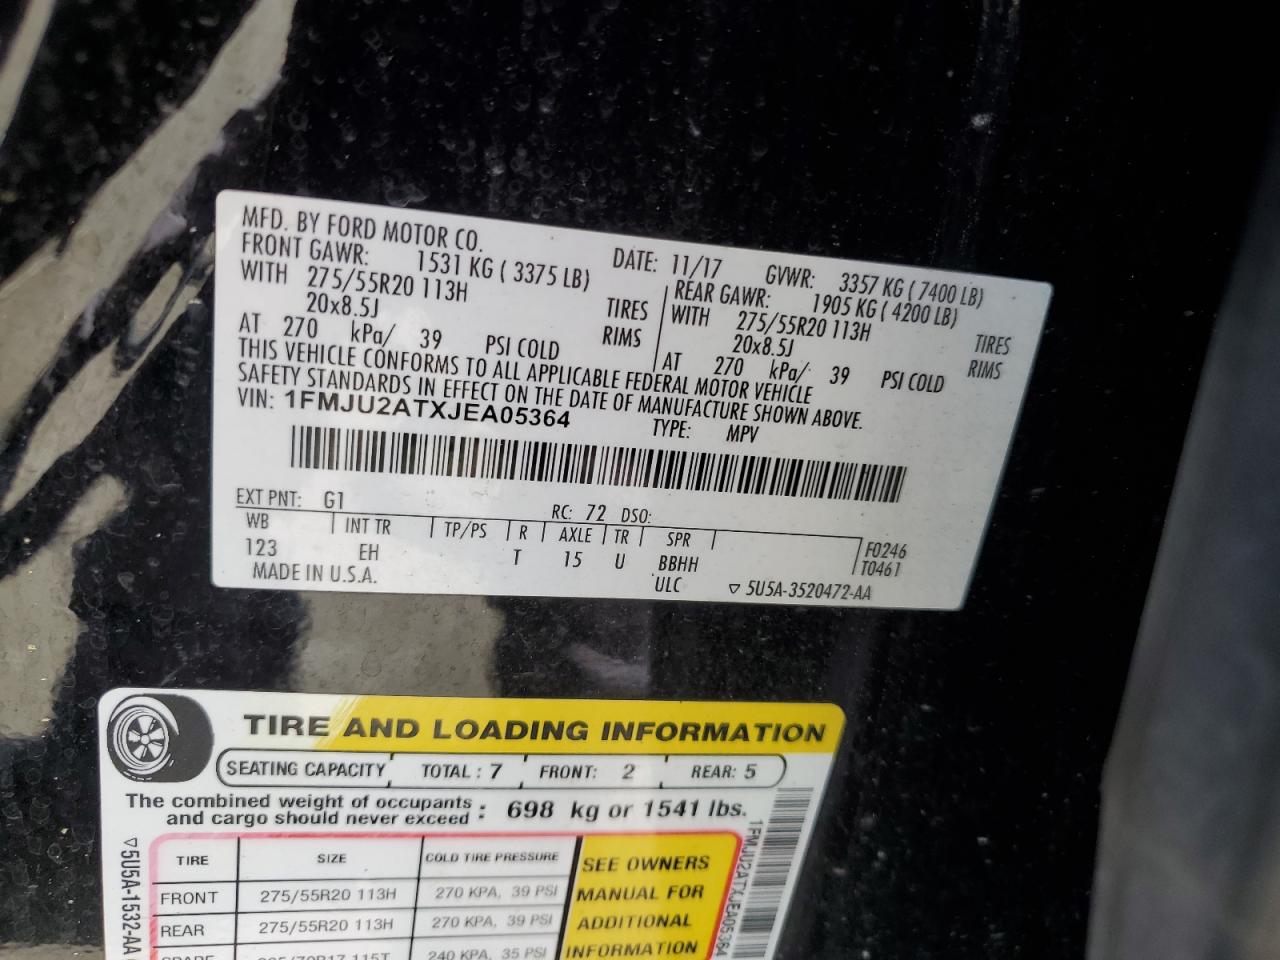 MFD. BY FORD MOTOR CO.
DATE: 11/17 GVWR: 3357 KG ( 7400 LB)
FRONT GAWR: 1531 KG ( 3375 LB)
WITH 275/55R20 113H TIRES
20x8.5J RIMS
AT 270 kPa/ 39 PSI COLD
REAR GAWR: 1905 KG ( 4200 LB)
WITH 275/55R20 113H TIRES
20x8.5J RIMS
AT 270 kPa/ 39 PSI COLD
THIS VEHICLE CONFORMS TO ALL APPLICABLE FEDERAL MOTOR VEHICLE
SAFETY STANDARDS IN EFFECT ON THE DATE OF MANUFACTURE SHOWN ABOVE.
VIN: 1FMJU2ATXJEA05364 TYPE: MPV
EXT PNT: G1 RC: 72 DSO:
WB INT TR TP/PS R AXLE TR SPR F0246
123 EH T 15 U BBHH T0461
MADE IN U.S.A. ULC ▽ 5U5A-3520472-AA
TIRE AND LOADING INFORMATION
SEATING CAPACITY TOTAL : 7 FRONT: 2 REAR: 5
The combined weight of occupants
and cargo should never exceed : 698 kg or 1541 lbs.
TIRE SIZE COLD TIRE PRESSURE
FRONT 275/55R20 113H 270 KPA, 39 PSI
REAR 275/55R20 113H 270 KPA, 39 PSI
240 KPA, 35 PSI
SEE OWNERS
MANUAL FOR
ADDITIONAL
INFORMATION
▽5U5A-1532-AA
1FMJU2ATXJEA05364